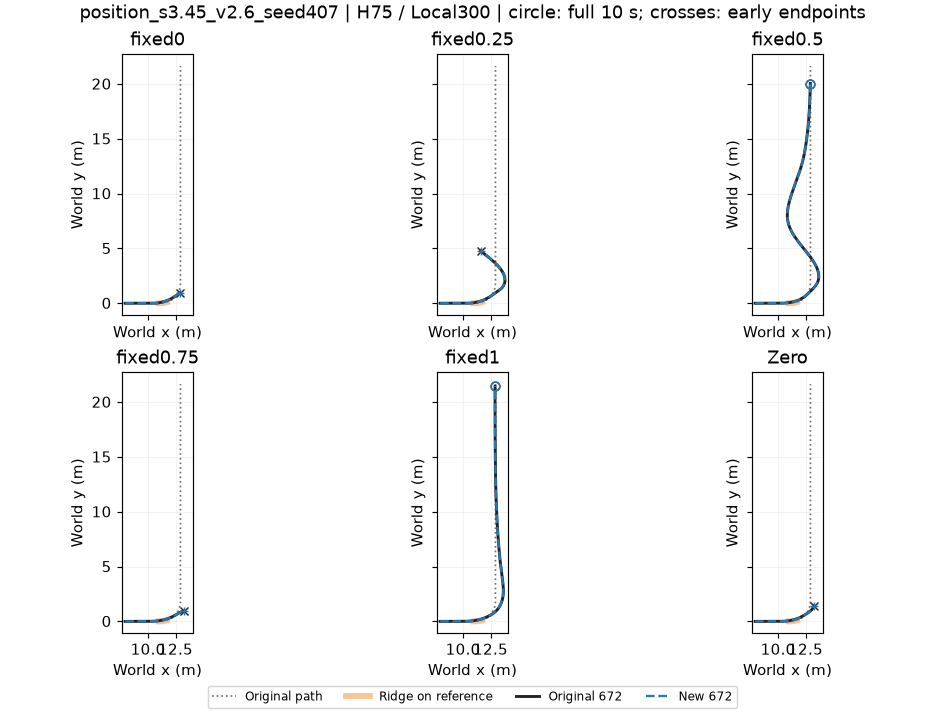 position_s3.45_v2.6_seed407 | H75 / Local300 | circle: full 10 s; crosses: early endpoints
fixed0
fixed0.25
fixed0.5
20
15
10
5
0
World y (m)
World y (m)
World y (m)
World x (m)
World x (m)
World x (m)
fixed0.75
fixed1
Zero
20
15
10
5
0
World y (m)
World y (m)
World y (m)
10.0 12.5
10.0 12.5
10.0 12.5
World x (m)
World x (m)
World x (m)
Original path
Ridge on reference
Original 672
New 672